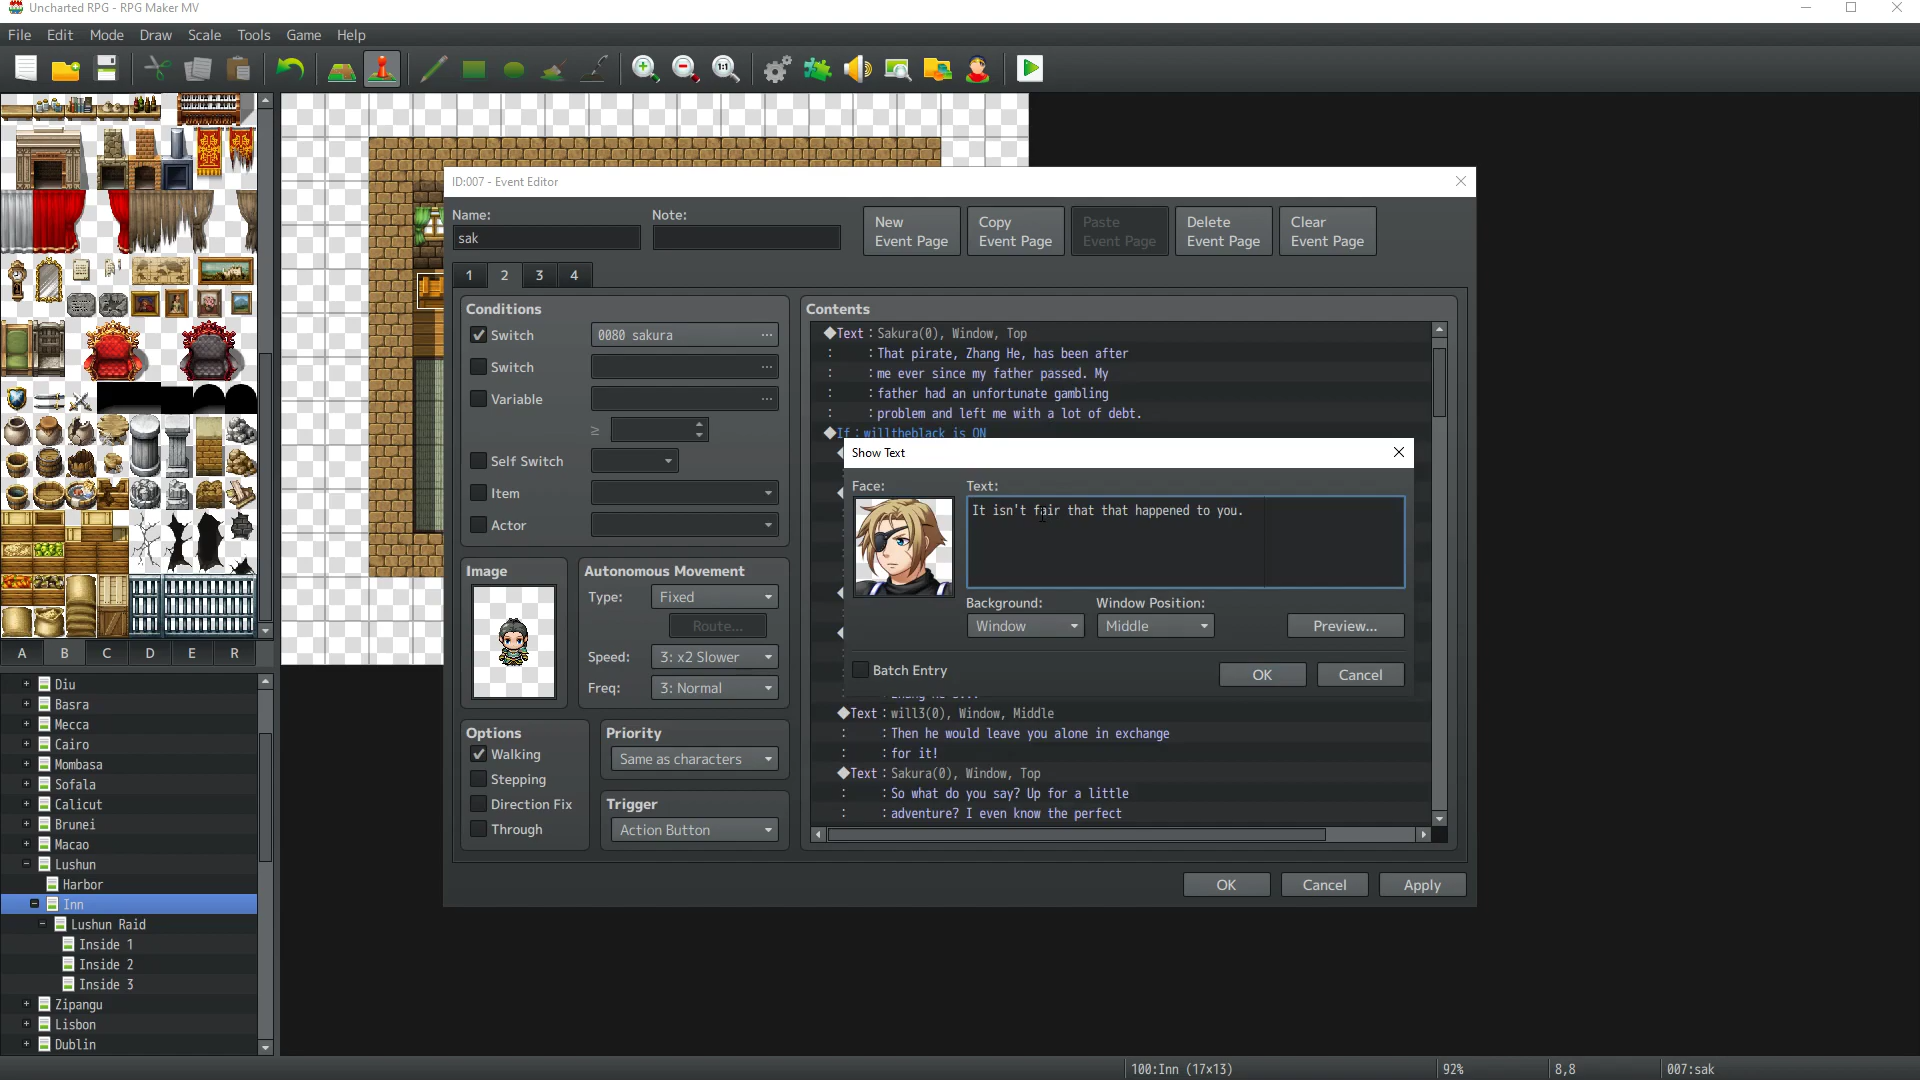 Uncharted RPG - RPG Maker MV
File Edit Mode Draw Scale Tools Game Help
1:1
ID:007 - Event Editor
Name: Note:
sak
New Event Page
Copy Event Page
Paste Event Page
Delete Event Page
Clear Event Page
1 2 3 4
Conditions
Switch 0080 sakura ...
Switch ...
Variable ...
≥
Self Switch
Item
Actor
Image
Autonomous Movement
Type: Fixed
Route...
Speed: 3: x2 Slower
Freq: 3: Normal
Options
Walking
Stepping
Direction Fix
Through
Priority
Same as characters
Trigger
Action Button
Contents
◆Text : Sakura(0), Window, Top
: : That pirate, Zhang He, has been after
: : me ever since my father passed. My
: : father had an unfortunate gambling
: : problem and left me with a lot of debt.
◆If : willtheblack is ON
Show Text
Face: Text:
It isn't fair that that happened to you.
Background: Window Position:
Window Middle Preview...
Batch Entry OK Cancel
◆Text : will3(0), Window, Middle
: : Then he would leave you alone in exchange
: : for it!
◆Text : Sakura(0), Window, Top
: : So what do you say? Up for a little
: : adventure? I even know the perfect
OK Cancel Apply
A B C D E R
Diu
Basra
Mecca
Cairo
Mombasa
Sofala
Calicut
Brunei
Macao
Lushun
Harbor
Inn
Lushun Raid
Inside 1
Inside 2
Inside 3
Zipangu
Lisbon
Dublin
100:Inn (17x13) 92% 8,8 007:sak